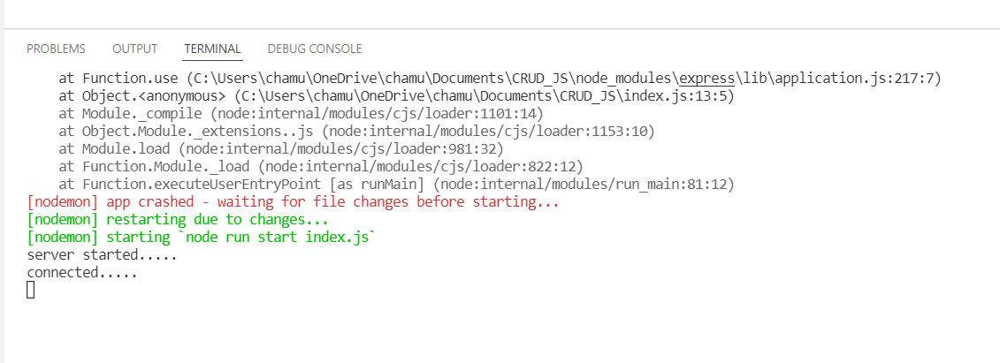 PROBLEMS OUTPUT TERMINAL DEBUG CONSOLE
at Function.use (C:\Users\chamu\OneDrive\chamu\Documents\CRUD_JS\node_modules\express\lib\application.js:217:7)
at Object.<anonymous> (C:\Users\chamu\OneDrive\chamu\Documents\CRUD_JS\index.js:13:5)
at Module._compile (node:internal/modules/cjs/loader:1101:14)
at Object.Module._extensions..js (node:internal/modules/cjs/loader:1153:10)
at Module.load (node:internal/modules/cjs/loader:981:32)
at Function.Module._load (node:internal/modules/cjs/loader:822:12)
at Function.executeUserEntryPoint [as runMain] (node:internal/modules/run_main:81:12)
[nodemon] app crashed - waiting for file changes before starting...
[nodemon] restarting due to changes...
[nodemon] starting `node run start index.js`
server started.....
connected.....